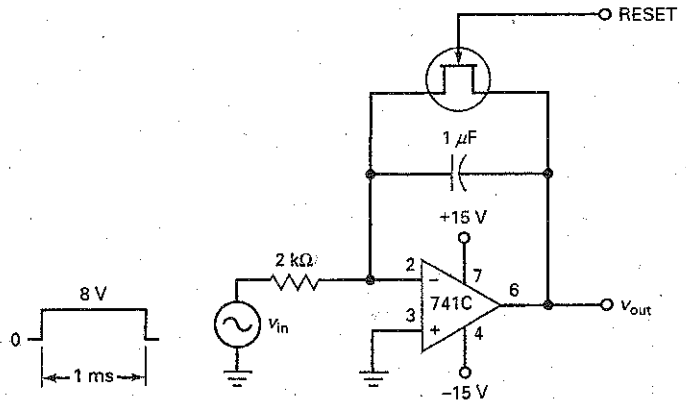 RESET
1 μF
+15 V
2 kΩ
2
7
8 V
741C
6
3
4
v_in
v_out
0
1 ms
−15 V
−
+